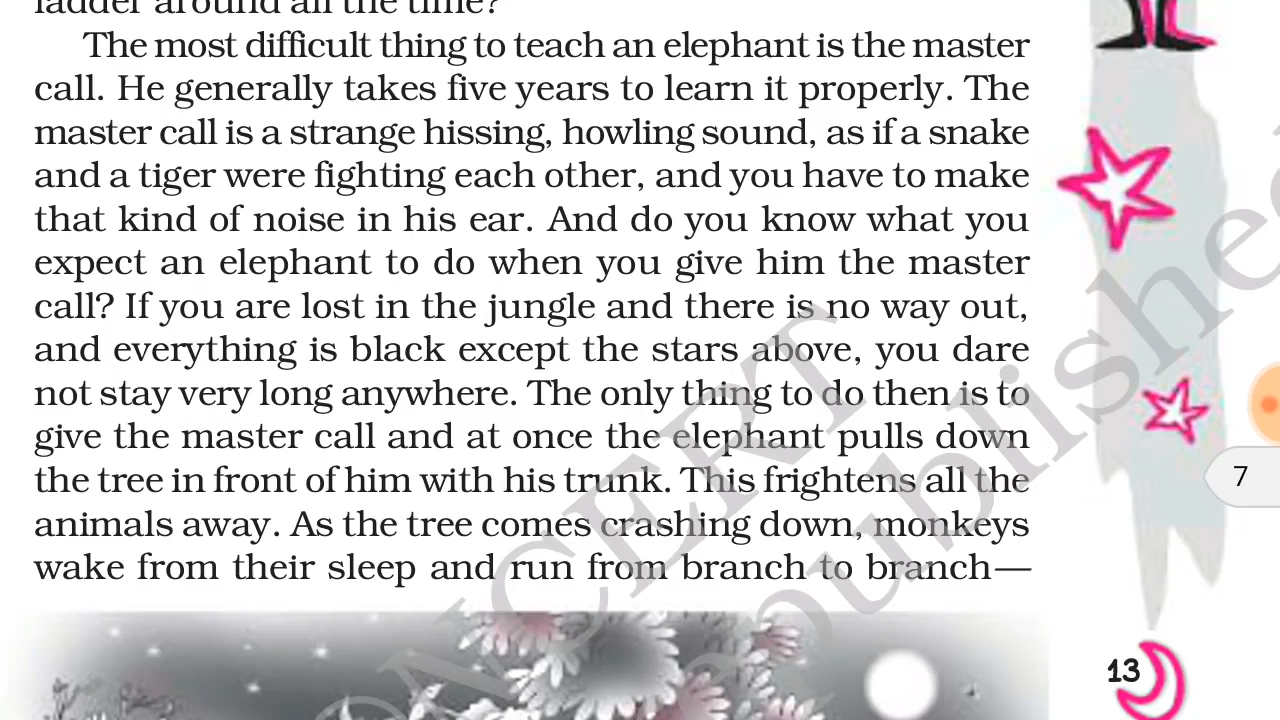 ladder around all the time?
The most difficult thing to teach an elephant is the master
call. He generally takes five years to learn it properly. The
master call is a strange hissing, howling sound, as if a snake
and a tiger were fighting each other, and you have to make
that kind of noise in his ear. And do you know what you
expect an elephant to do when you give him the master
call? If you are lost in the jungle and there is no way out,
and everything is black except the stars above, you dare
not stay very long anywhere. The only thing to do then is to
give the master call and at once the elephant pulls down
the tree in front of him with his trunk. This frightens all the
animals away. As the tree comes crashing down, monkeys
wake from their sleep and run from branch to branch—
7
13
NCERT